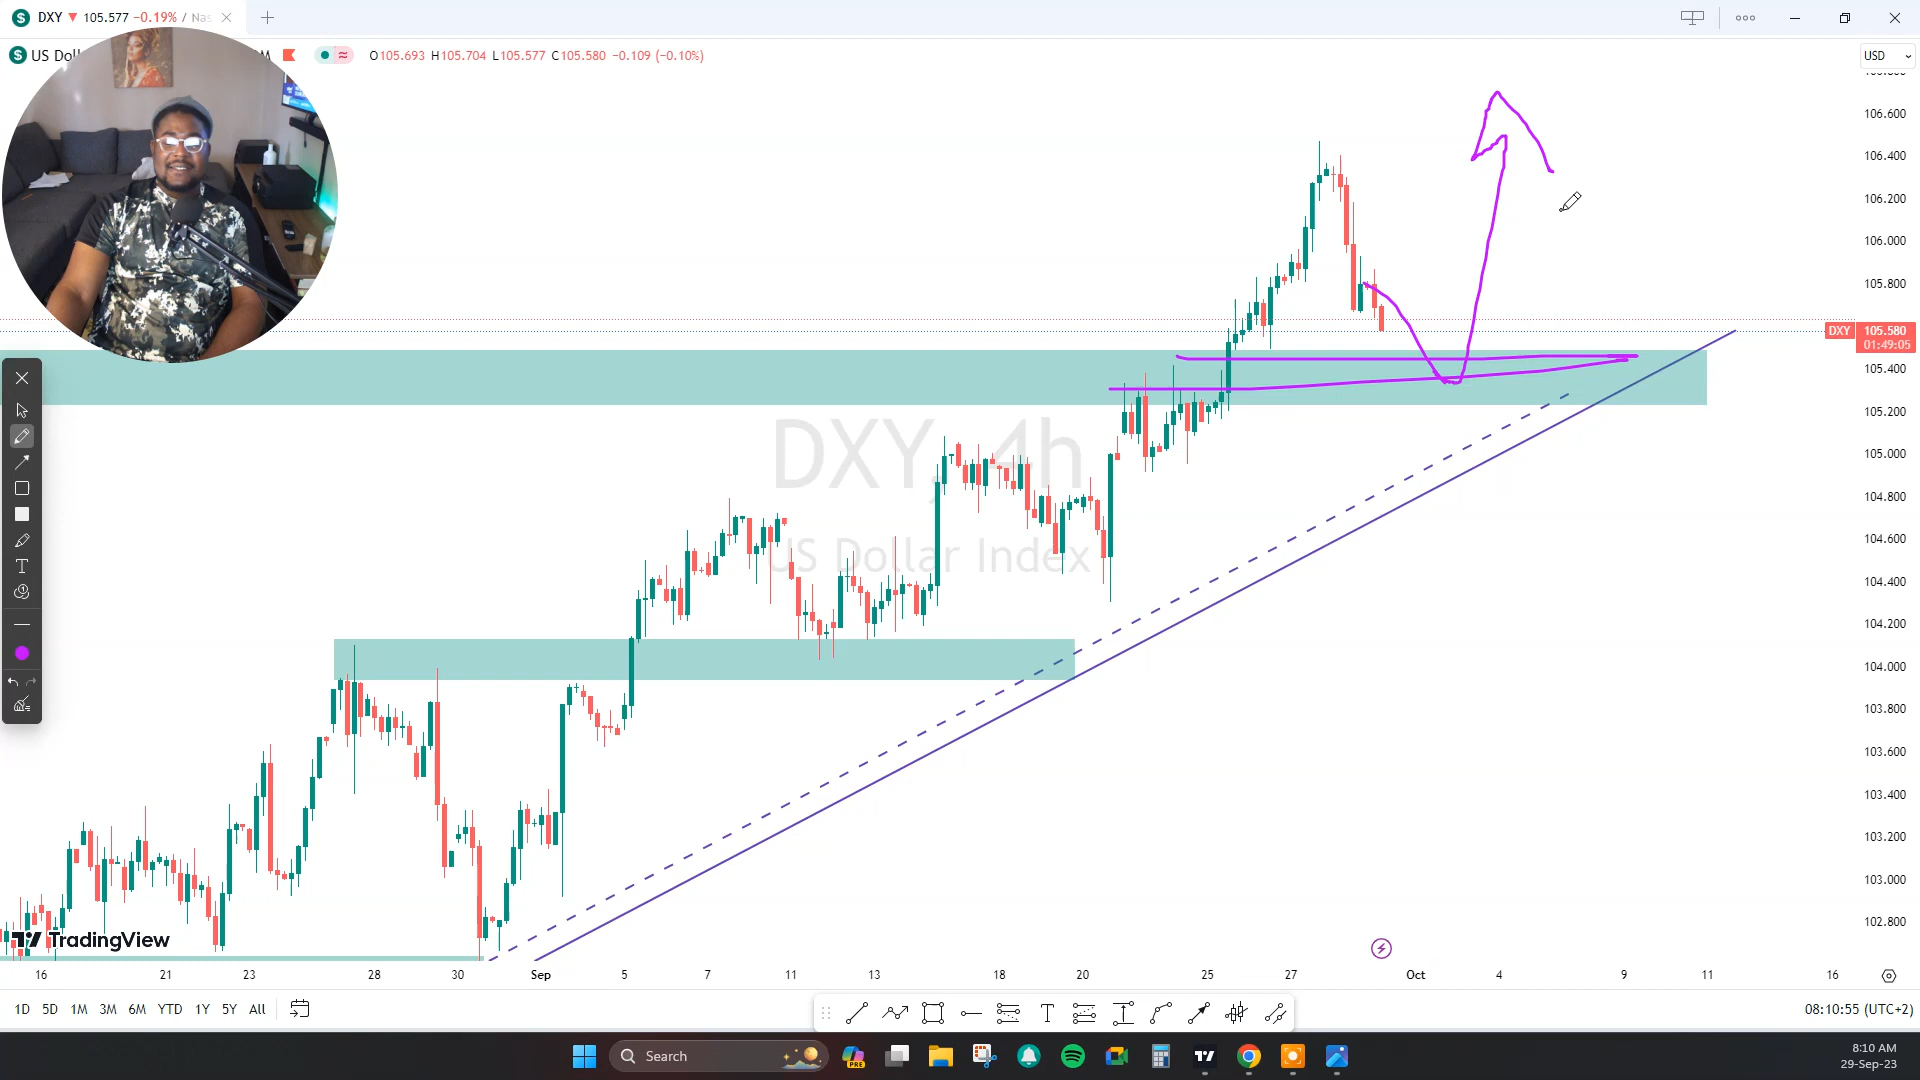 DXY 105.577 −0.19% / Nas
US Dol
O105.693 H105.704 L105.577 C105.580 −0.109 (−0.10%)
USD
106.600
106.400
106.200
106.000
105.800
DXY 105.580
01:49:05
105.400
105.200
105.000
104.800
104.600
104.400
104.200
104.000
103.800
103.600
103.400
103.200
103.000
102.800
DXY, 4h
US Dollar Index
TradingView
16 21 23 28 30 Sep 5 7 11 13 18 20 25 27 Oct 4 9 11 16
1D 5D 1M 3M 6M YTD 1Y 5Y All
08:10:55 (UTC+2)
Search
PRE
8:10 AM
29-Sep-23